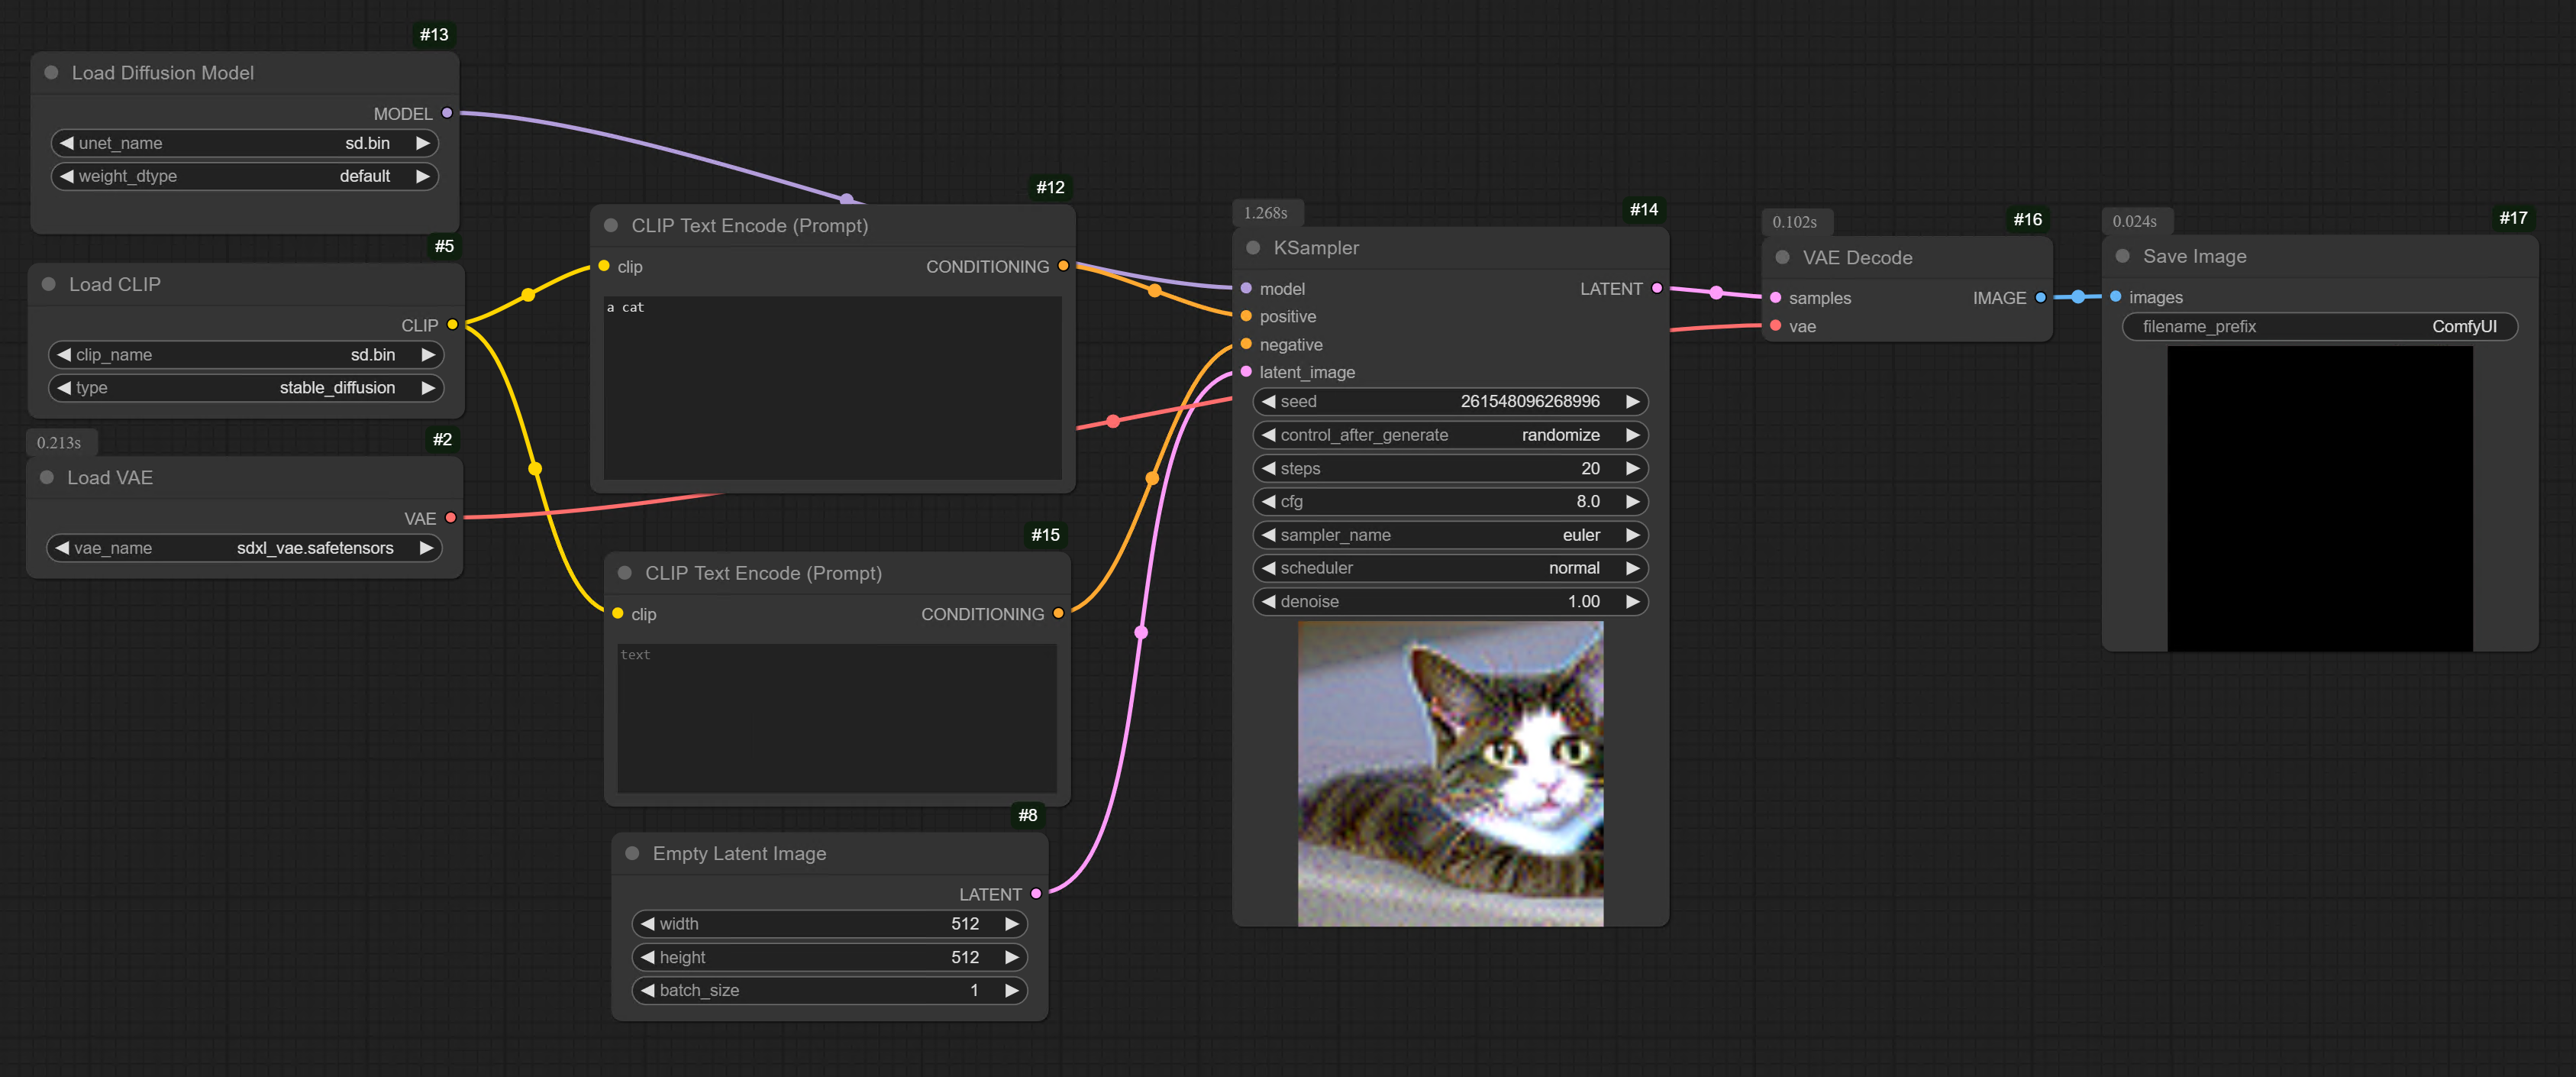 #13
Load Diffusion Model
MODEL
unet_name sd.bin
weight_dtype default
#5
Load CLIP
CLIP
clip_name sd.bin
type stable_diffusion
0.213s #2
Load VAE
VAE
vae_name sdxl_vae.safetensors
#12
CLIP Text Encode (Prompt)
clip CONDITIONING
a cat
#15
CLIP Text Encode (Prompt)
clip CONDITIONING
text
#8
Empty Latent Image
LATENT
width 512
height 512
batch_size 1
1.268s #14
KSampler
model LATENT
positive
negative
latent_image
seed 261548096268996
control_after_generate randomize
steps 20
cfg 8.0
sampler_name euler
scheduler normal
denoise 1.00
0.102s #16
VAE Decode
samples IMAGE
vae
0.024s #17
Save Image
images
filename_prefix ComfyUI